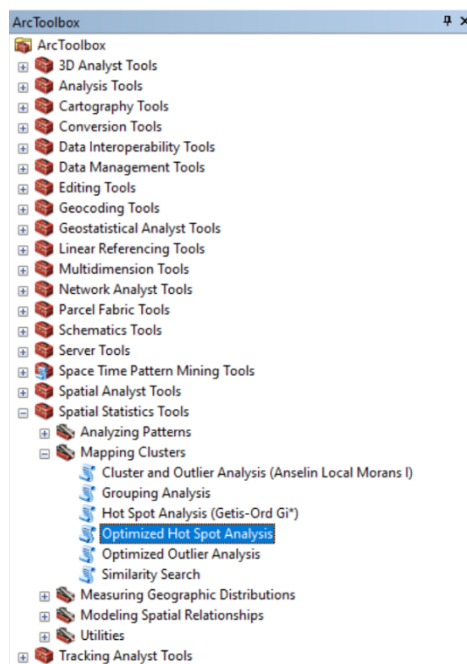 ArcToolbox
ArcToolbox
3D Analyst Tools
Analysis Tools
Cartography Tools
Conversion Tools
Data Interoperability Tools
Data Management Tools
Editing Tools
Geocoding Tools
Geostatistical Analyst Tools
Linear Referencing Tools
Multidimension Tools
Network Analyst Tools
Parcel Fabric Tools
Schematics Tools
Server Tools
Space Time Pattern Mining Tools
Spatial Analyst Tools
Spatial Statistics Tools
Analyzing Patterns
Mapping Clusters
Cluster and Outlier Analysis (Anselin Local Morans I)
Grouping Analysis
Hot Spot Analysis (Getis-Ord Gi*)
Optimized Hot Spot Analysis
Optimized Outlier Analysis
Similarity Search
Measuring Geographic Distributions
Modeling Spatial Relationships
Utilities
Tracking Analyst Tools